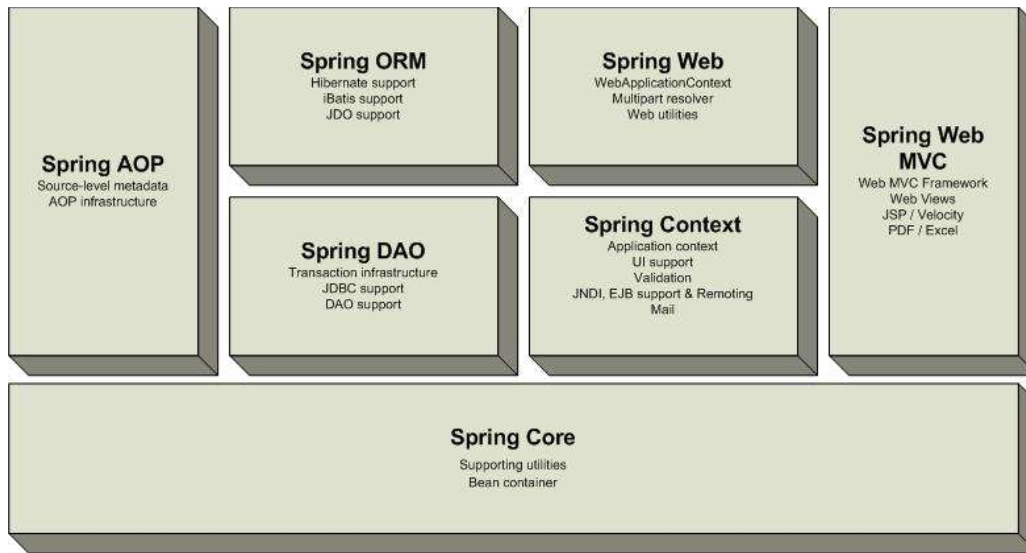 Spring AOP
Source-level metadata
AOP infrastructure
Spring ORM
Hibernate support
iBatis support
JDO support
Spring Web
WebApplicationContext
Multipart resolver
Web utilities
Spring Web
MVC
Web MVC Framework
Web Views
JSP / Velocity
PDF / Excel
Spring DAO
Transaction infrastructure
JDBC support
DAO support
Spring Context
Application context
UI support
Validation
JNDI, EJB support & Remoting
Mail
Spring Core
Supporting utilities
Bean container